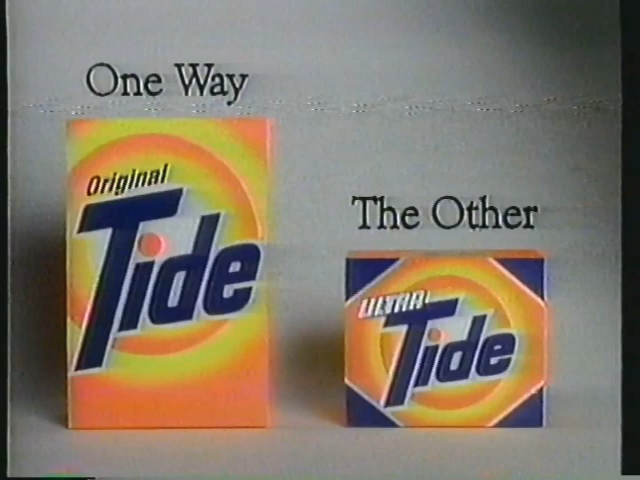 One Way
Original
Tide
The Other
ULTRA
Tide